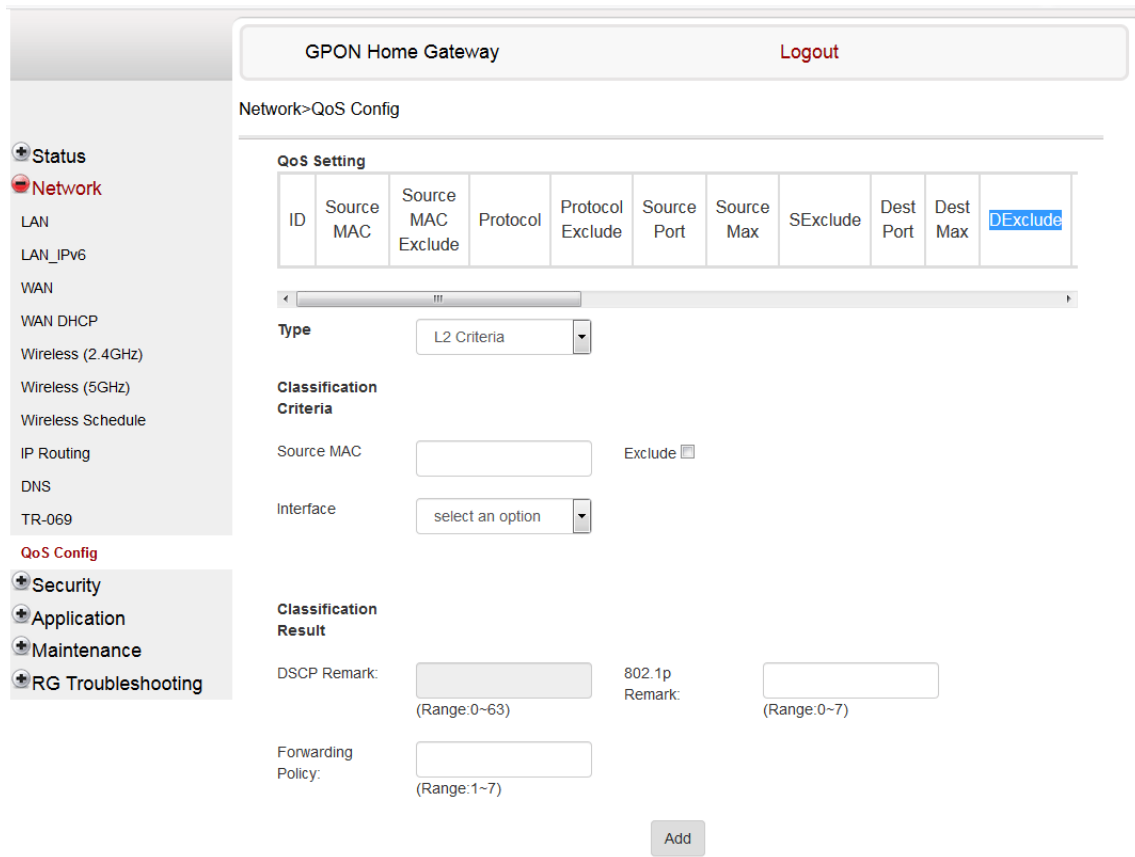 GPON Home Gateway Logout
Network>QoS Config
Status
Network
LAN
LAN_IPv6
WAN
WAN DHCP
Wireless (2.4GHz)
Wireless (5GHz)
Wireless Schedule
IP Routing
DNS
TR-069
QoS Config
Security
Application
Maintenance
RG Troubleshooting
QoS Setting
ID
Source
MAC
Source
MAC
Exclude
Protocol
Protocol
Exclude
Source
Port
Source
Max
SExclude
Dest
Port
Dest
Max
DExclude
Type
L2 Criteria
Classification
Criteria
Source MAC
Exclude
Interface
select an option
Classification
Result
DSCP Remark:
(Range:0~63)
802.1p
Remark:
(Range:0~7)
Forwarding
Policy:
(Range:1~7)
Add